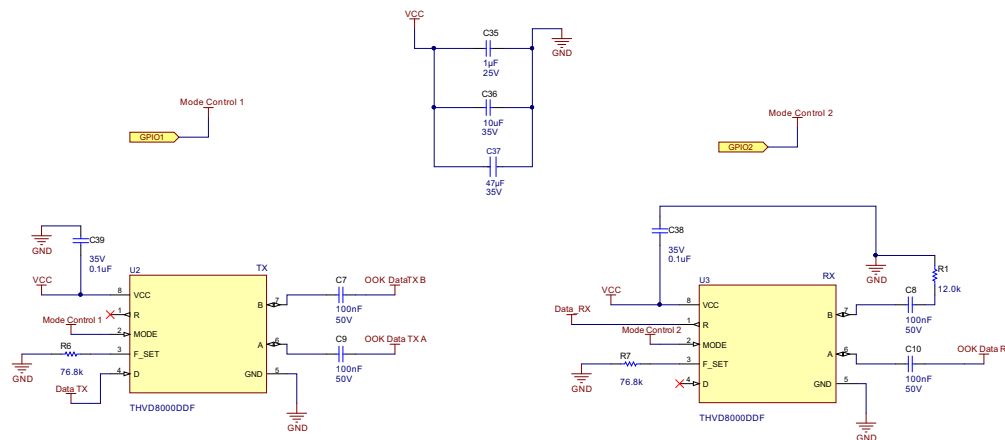 VCC
C35
1µF
25V
GND
C36
10uF
35V
C37
47µF
35V
Mode Control 1
GPIO1
Mode Control 2
GPIO2
GND
C39
35V
0.1uF
VCC
U2
TX
8
VCC
1
R
Mode Control 1
2
MODE
R6
76.8k
GND
3
F_SET
Data TX
4
D
B
7
A
6
GND
5
GND
THVD8000DDF
C7
OOK DataTX B
100nF
50V
C9
OOK Data TX A
100nF
50V
C38
35V
0.1uF
GND
R1
12.0k
VCC
U3
RX
8
VCC
Data_RX
1
R
Mode Control 2
2
MODE
R7
76.8k
GND
3
F_SET
4
D
B
7
A
6
GND
5
GND
THVD8000DDF
C8
100nF
50V
C10
OOK Data R
100nF
50V